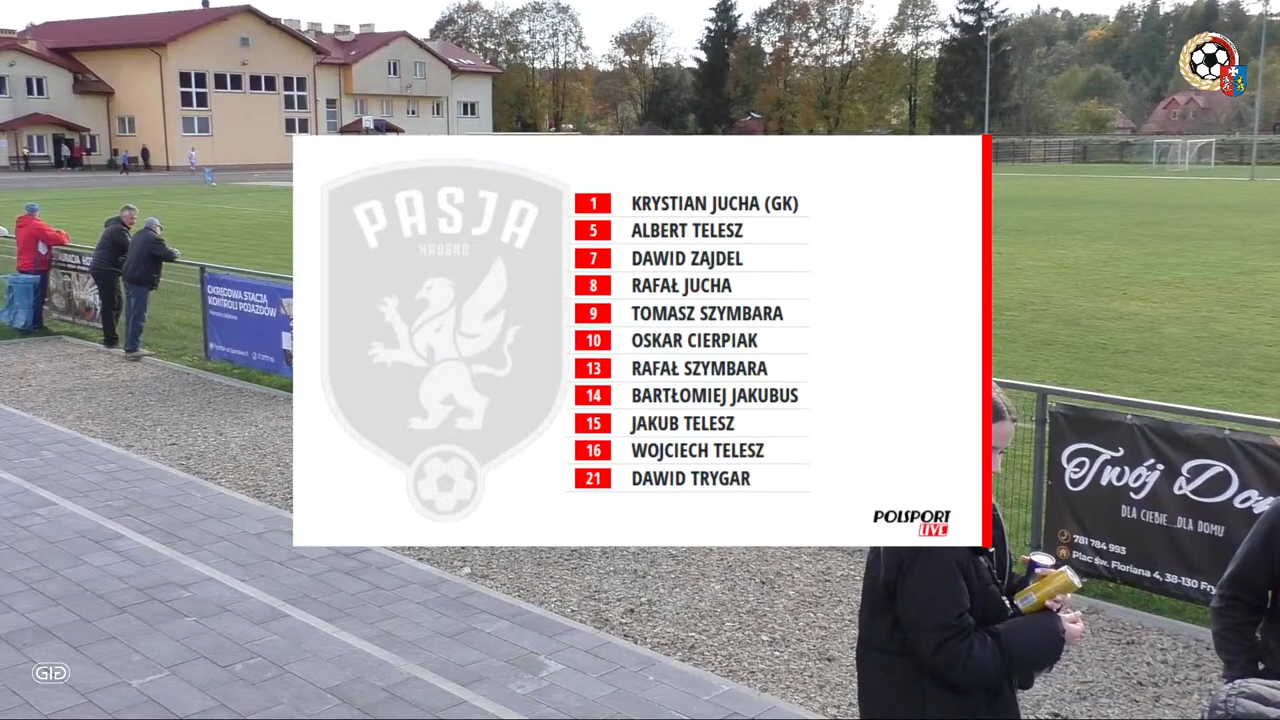 PASJA
1 KRYSTIAN JUCHA (GK)
5 ALBERT TELESZ
7 DAWID ZAJDEL
8 RAFAŁ JUCHA
9 TOMASZ SZYMBARA
10 OSKAR CIERPIAK
13 RAFAŁ SZYMBARA
14 BARTŁOMIEJ JAKUBUS
15 JAKUB TELESZ
16 WOJCIECH TELESZ
21 DAWID TRYGAR
POLSPORT
LIVE
OKRĘGOWA STACJA
KONTROLI POJAZDÓW
Twój Dom
DLA CIEBIE...DLA DOMU
781 784 993
Plac św. Floriana 4, 38-130 Fry
GIG